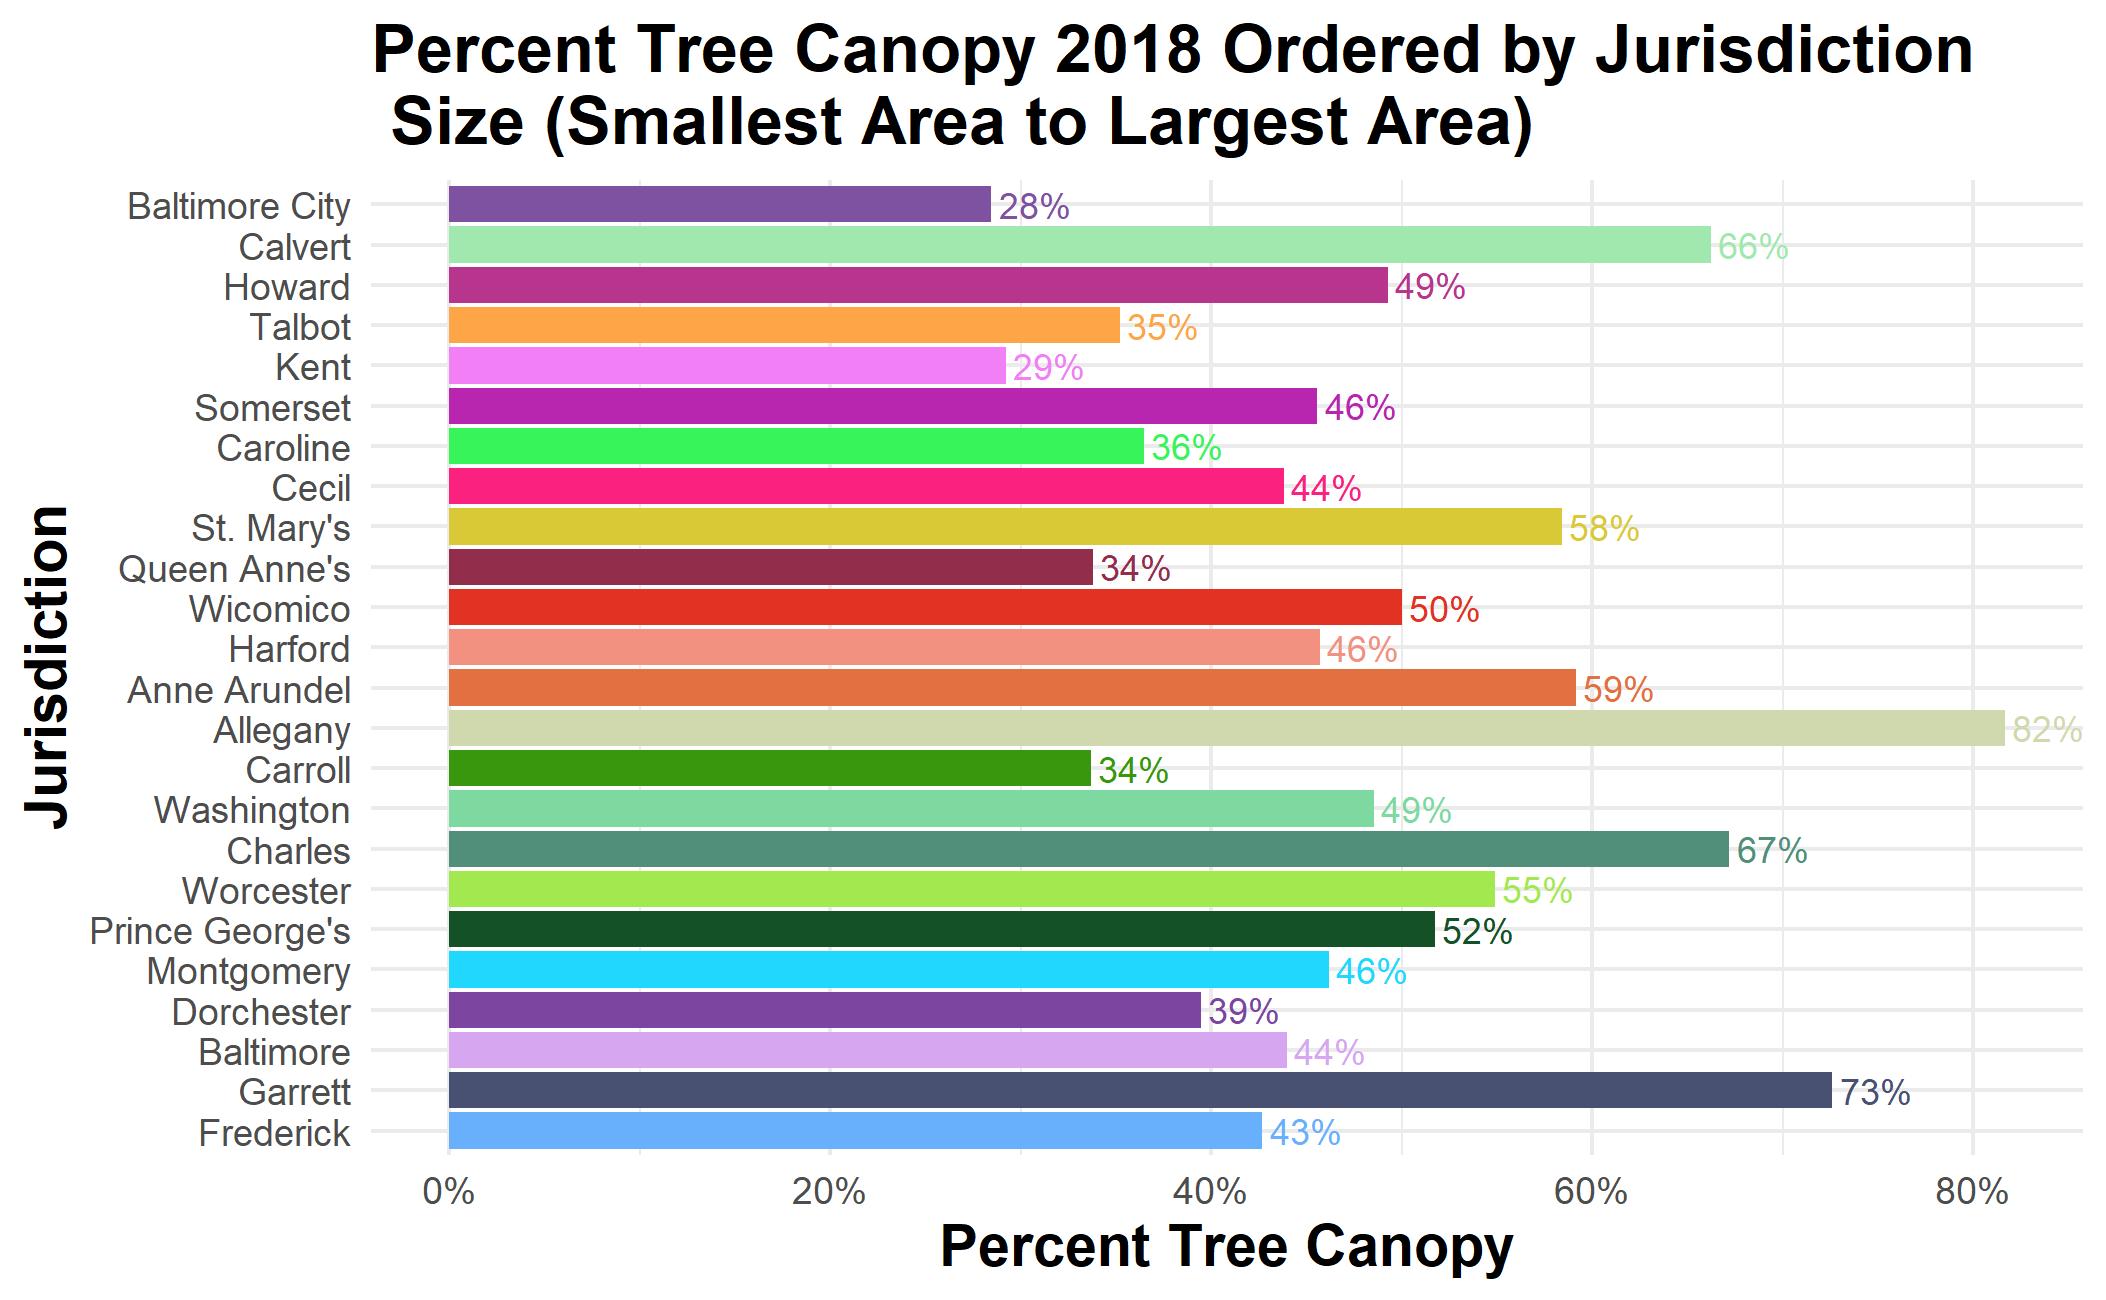 Percent Tree Canopy 2018 Ordered by Jurisdiction
Size (Smallest Area to Largest Area)
Jurisdiction
Baltimore City 28%
Calvert 66%
Howard 49%
Talbot 35%
Kent 29%
Somerset 46%
Caroline 36%
Cecil 44%
St. Mary's 58%
Queen Anne's 34%
Wicomico 50%
Harford 46%
Anne Arundel 59%
Allegany 82%
Carroll 34%
Washington 49%
Charles 67%
Worcester 55%
Prince George's 52%
Montgomery 46%
Dorchester 39%
Baltimore 44%
Garrett 73%
Frederick 43%
0% 20% 40% 60% 80%
Percent Tree Canopy